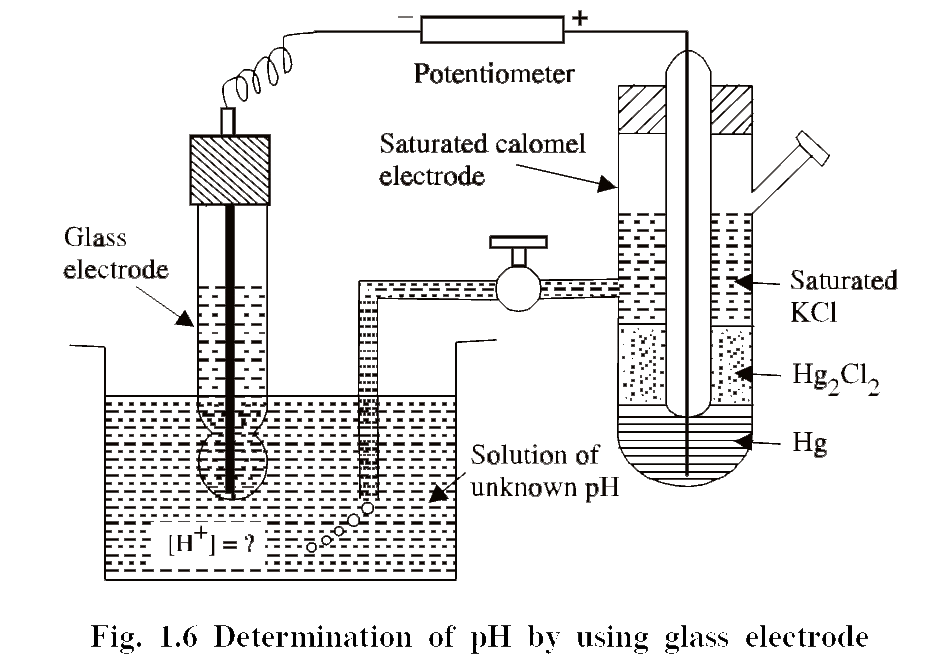 − +
Potentiometer
Saturated calomel
electrode
Glass
electrode
Saturated
KCl
Hg2Cl2
Hg
Solution of
unknown pH
[H+] = ?
Fig. 1.6 Determination of pH by using glass electrode